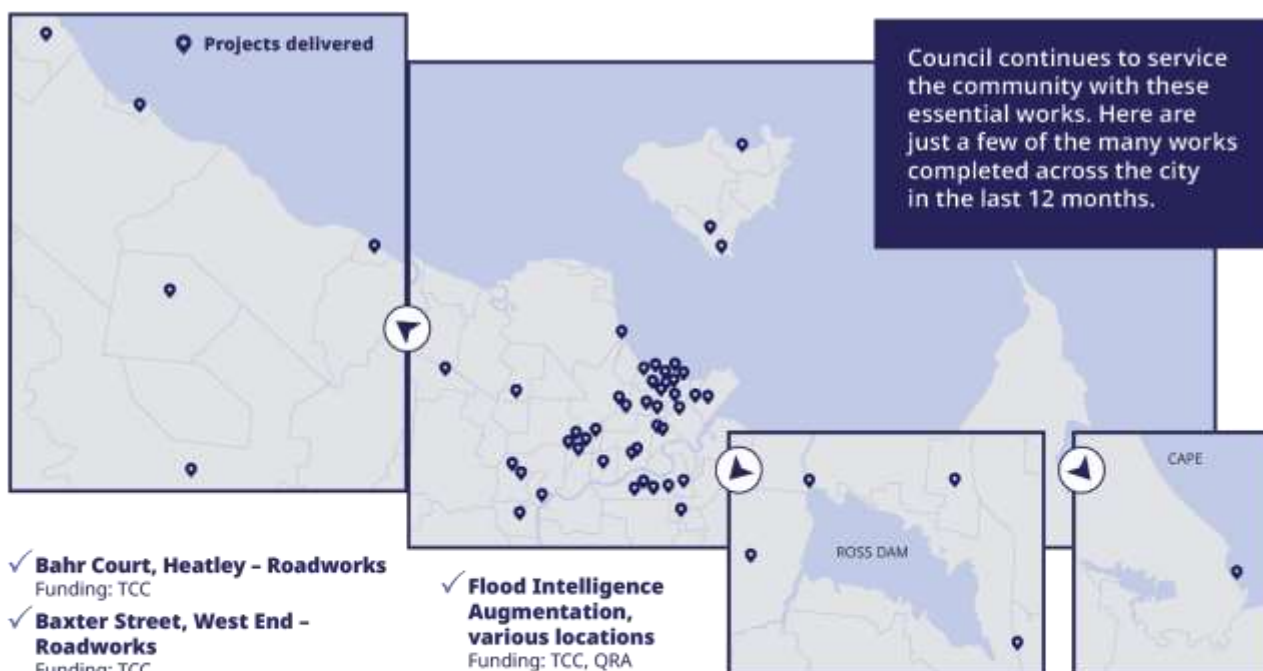 Projects delivered
Council continues to service
the community with these
essential works. Here are
just a few of the many works
completed across the city
in the last 12 months.
CAPE
ROSS DAM
✓ Bahr Court, Heatley – Roadworks
Funding: TCC
✓ Baxter Street, West End –
Roadworks
Funding: TCC
✓ Flood Intelligence
Augmentation,
various locations
Funding: TCC, QRA